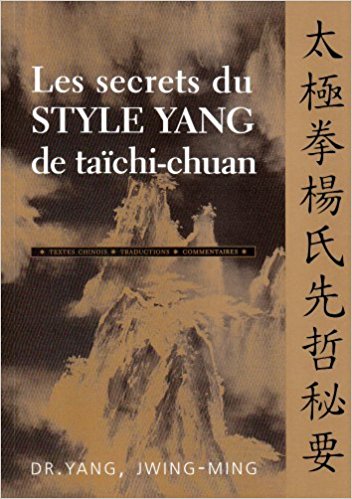 Les secrets du
STYLE YANG
de taïchi-chuan
* TEXTES CHINOIS * TRADUCTIONS * COMMENTAIRES *
太極拳楊氏先哲秘要
DR. YANG, JWING-MING